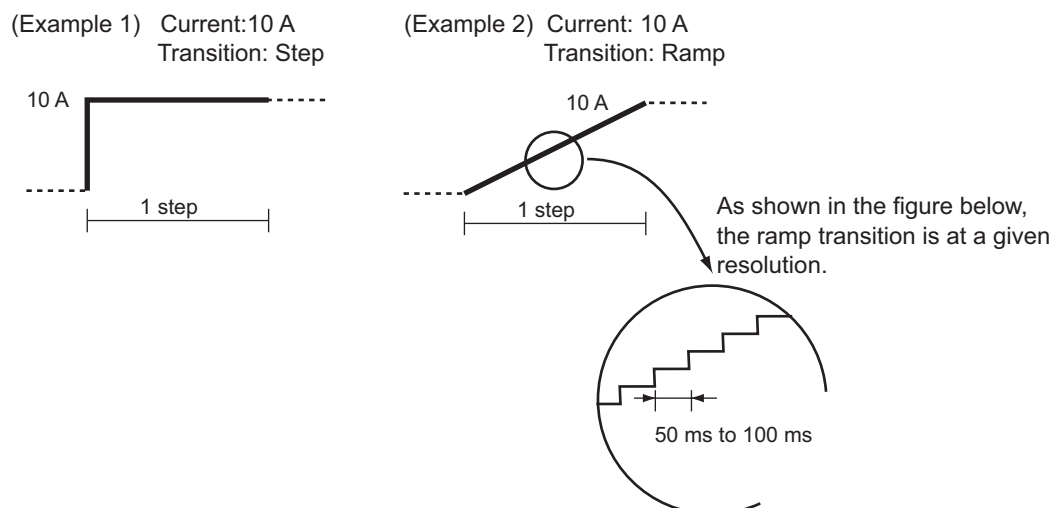 (Example 1) Current:10 A
Transition: Step
10 A
1 step
(Example 2) Current: 10 A
Transition: Ramp
10 A
1 step
As shown in the figure below,
the ramp transition is at a given
resolution.
50 ms to 100 ms